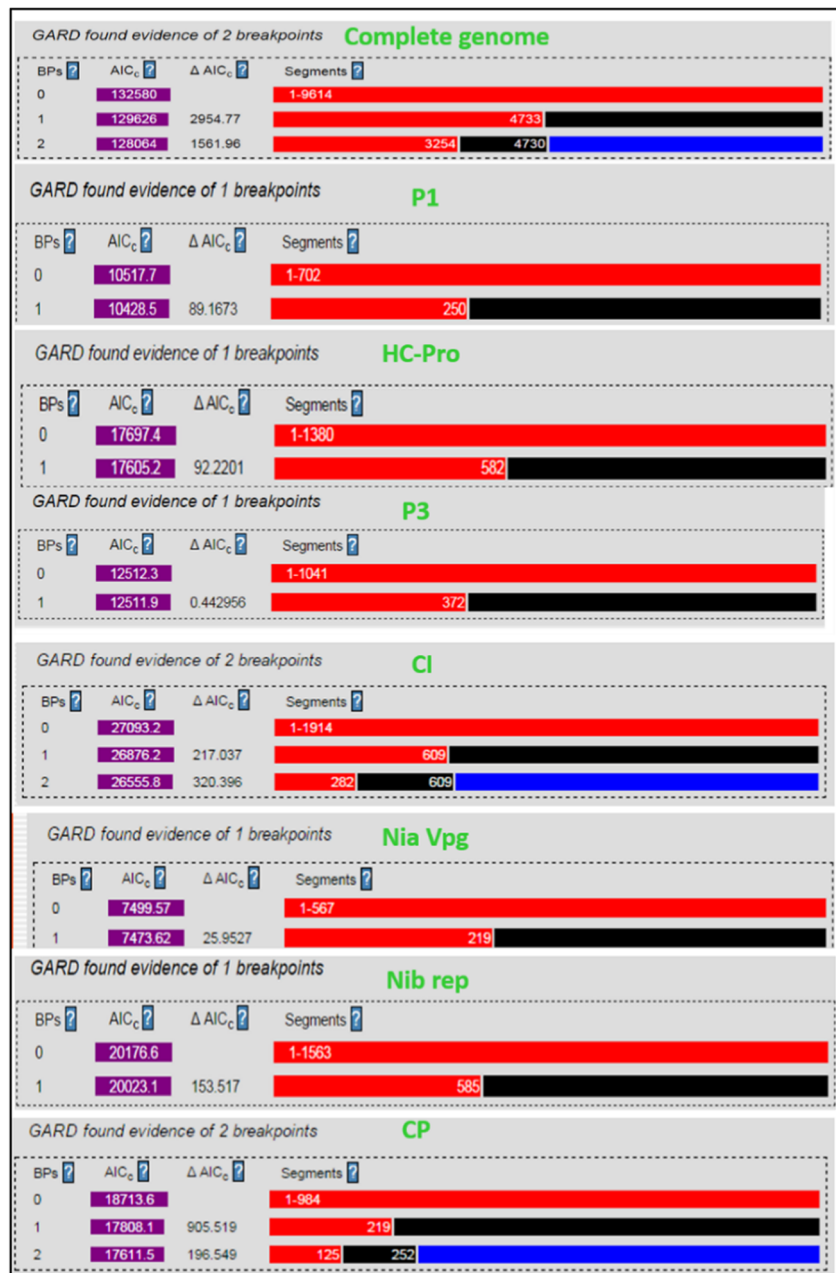 GARD found evidence of 2 breakpoints Complete genome
BPs ? AICc ? Δ AICc ? Segments ?
0 132580 1-9614
1 129626 2954.77 4733
2 128064 1561.96 3254 4730
GARD found evidence of 1 breakpoints P1
BPs ? AICc ? Δ AICc ? Segments ?
0 10517.7 1-702
1 10428.5 89.1673 250
GARD found evidence of 1 breakpoints HC-Pro
BPs ? AICc ? Δ AICc ? Segments ?
0 17697.4 1-1380
1 17605.2 92.2201 582
GARD found evidence of 1 breakpoints P3
BPs ? AICc ? Δ AICc ? Segments ?
0 12512.3 1-1041
1 12511.9 0.442956 372
GARD found evidence of 2 breakpoints CI
BPs ? AICc ? Δ AICc ? Segments ?
0 27093.2 1-1914
1 26876.2 217.037 609
2 26555.8 320.396 282 609
GARD found evidence of 1 breakpoints Nia Vpg
BPs ? AICc ? Δ AICc ? Segments ?
0 7499.57 1-567
1 7473.62 25.9527 219
GARD found evidence of 1 breakpoints Nib rep
BPs ? AICc ? Δ AICc ? Segments ?
0 20176.6 1-1563
1 20023.1 153.517 585
GARD found evidence of 2 breakpoints CP
BPs ? AICc ? Δ AICc ? Segments ?
0 18713.6 1-984
1 17808.1 905.519 219
2 17611.5 196.549 125 252